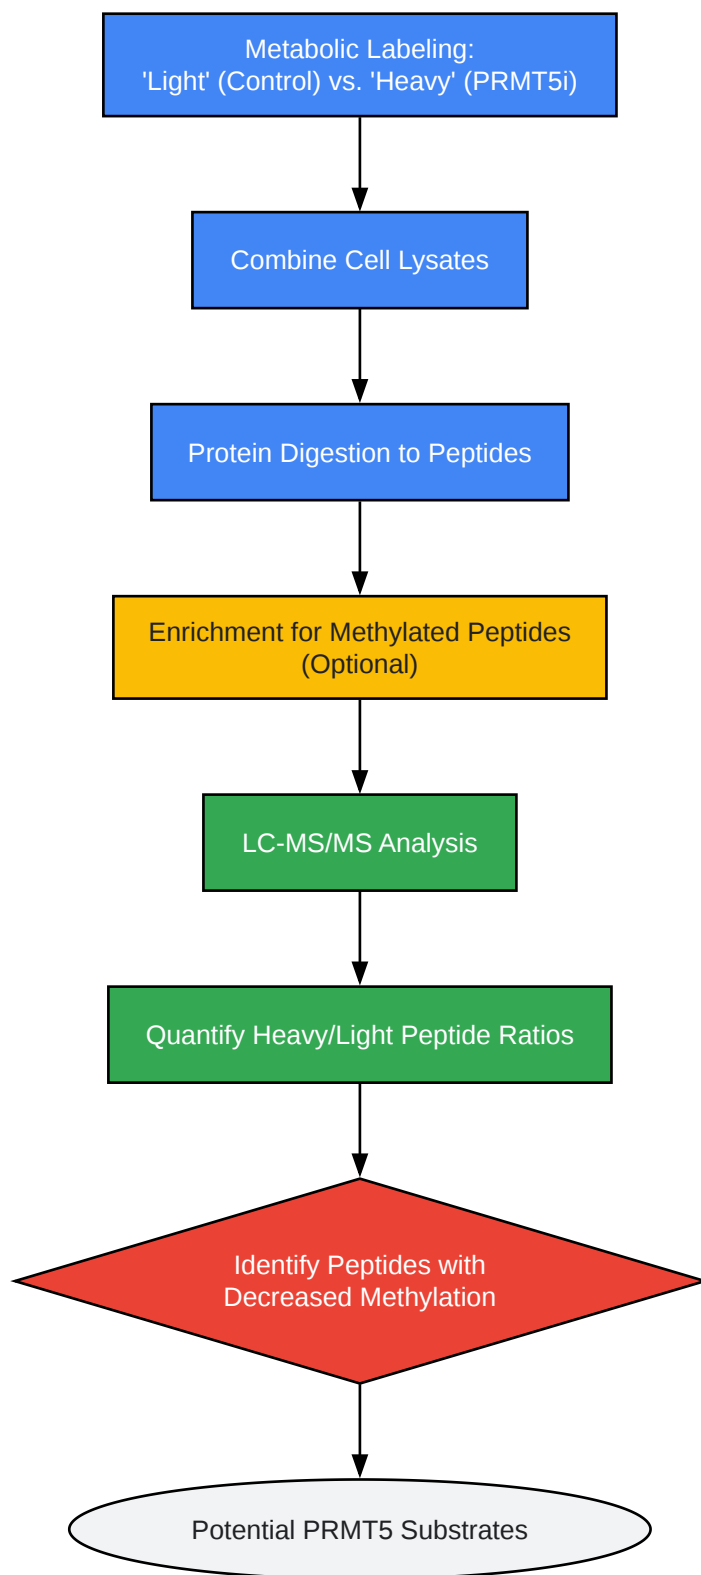 Metabolic Labeling:
'Light' (Control) vs. 'Heavy' (PRMT5i)
Combine Cell Lysates
Protein Digestion to Peptides
Enrichment for Methylated Peptides
(Optional)
LC-MS/MS Analysis
Quantify Heavy/Light Peptide Ratios
Identify Peptides with
Decreased Methylation
Potential PRMT5 Substrates